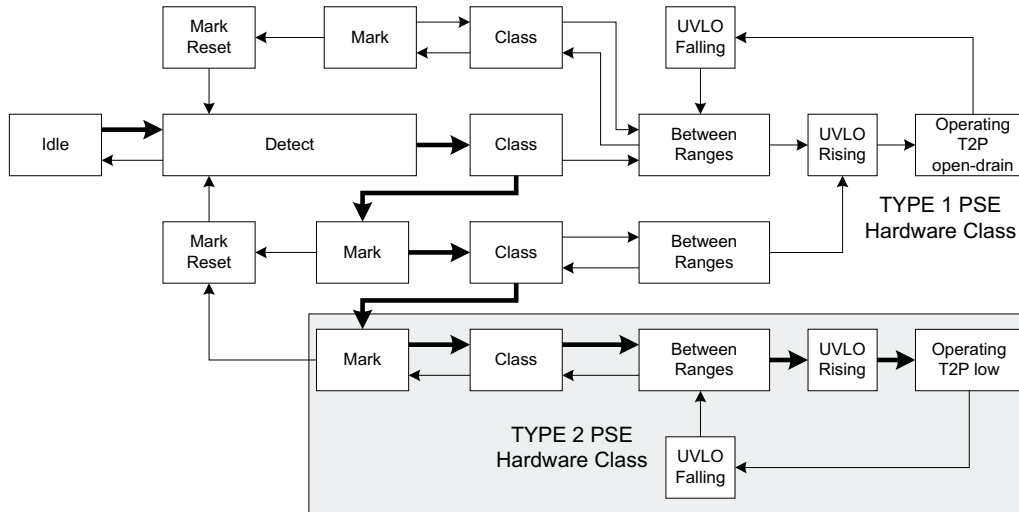 Mark
Reset
Mark
Class
UVLO
Falling
Idle
Detect
Class
Between
Ranges
UVLO
Rising
Operating
T2P
open-drain
TYPE 1 PSE
Hardware Class
Mark
Reset
Mark
Class
Between
Ranges
Mark
Class
Between
Ranges
UVLO
Rising
Operating
T2P low
TYPE 2 PSE
Hardware Class
UVLO
Falling